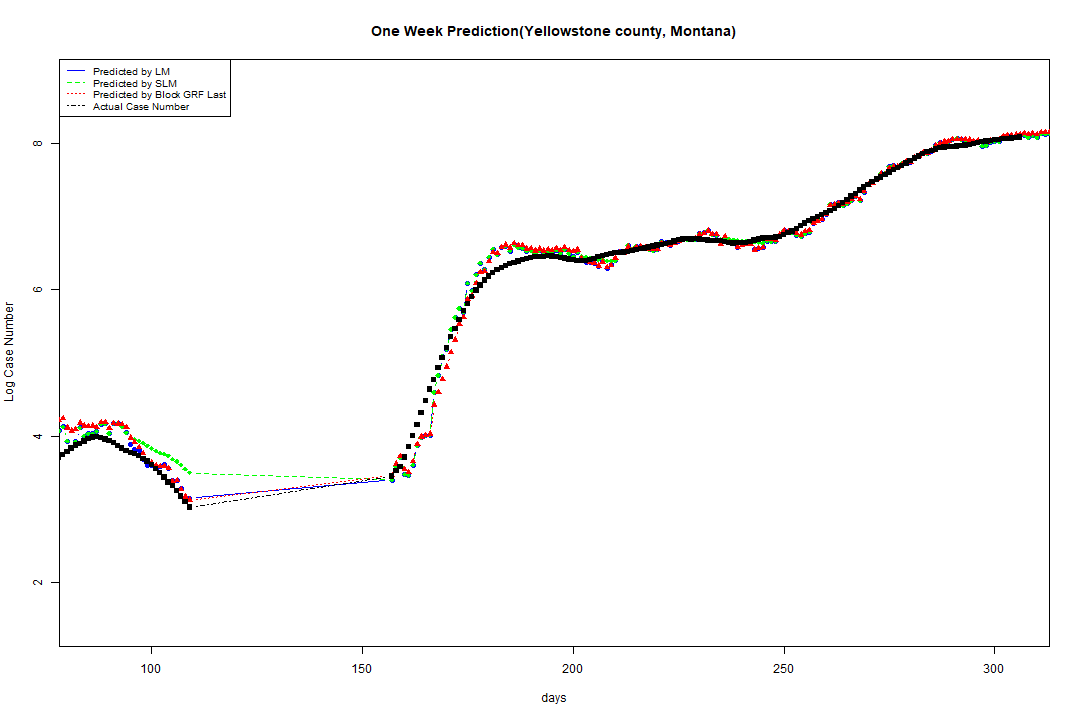 One Week Prediction(Yellowstone county, Montana)
Predicted by LM
Predicted by SLM
Predicted by Block GRF Last
Actual Case Number
8
6
4
2
Log Case Number
100
150
200
250
300
days